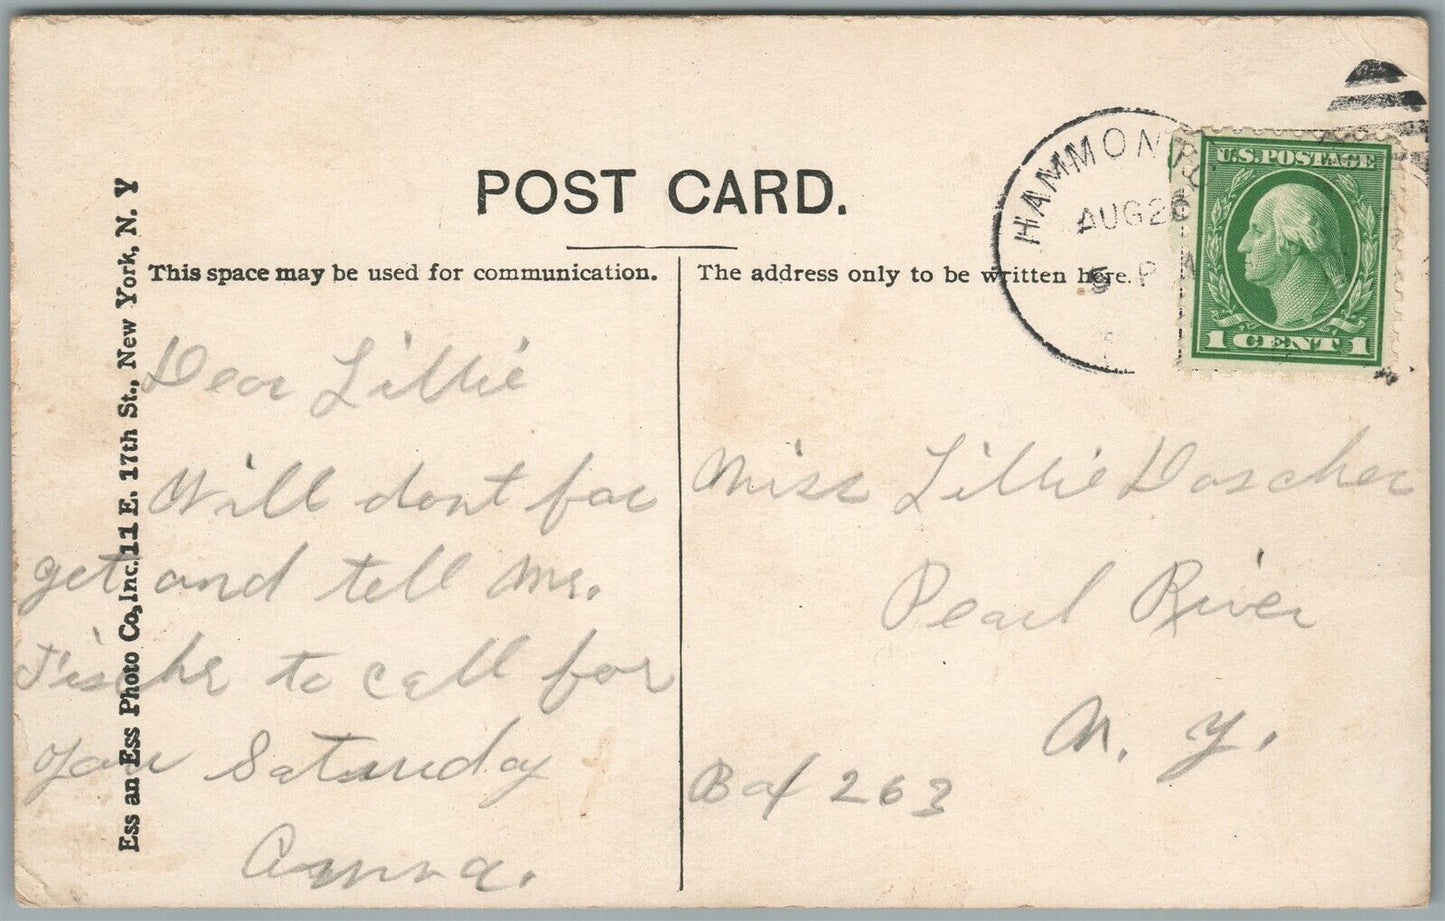 POST CARD.
This space may be used for communication.
The address only to be written here.
Ess an Ess Photo Co, Inc. 11 E. 17th St., New York, N. Y
HAMMON
AUG 26
5 P
U.S. POSTAGE
1 CENT 1
Dear Lillie
Will dont for
get and tell Mr.
to call for
you Saturday
Anna.
Miss Lillie Doscher
Pearl River
N. Y.
Box 263